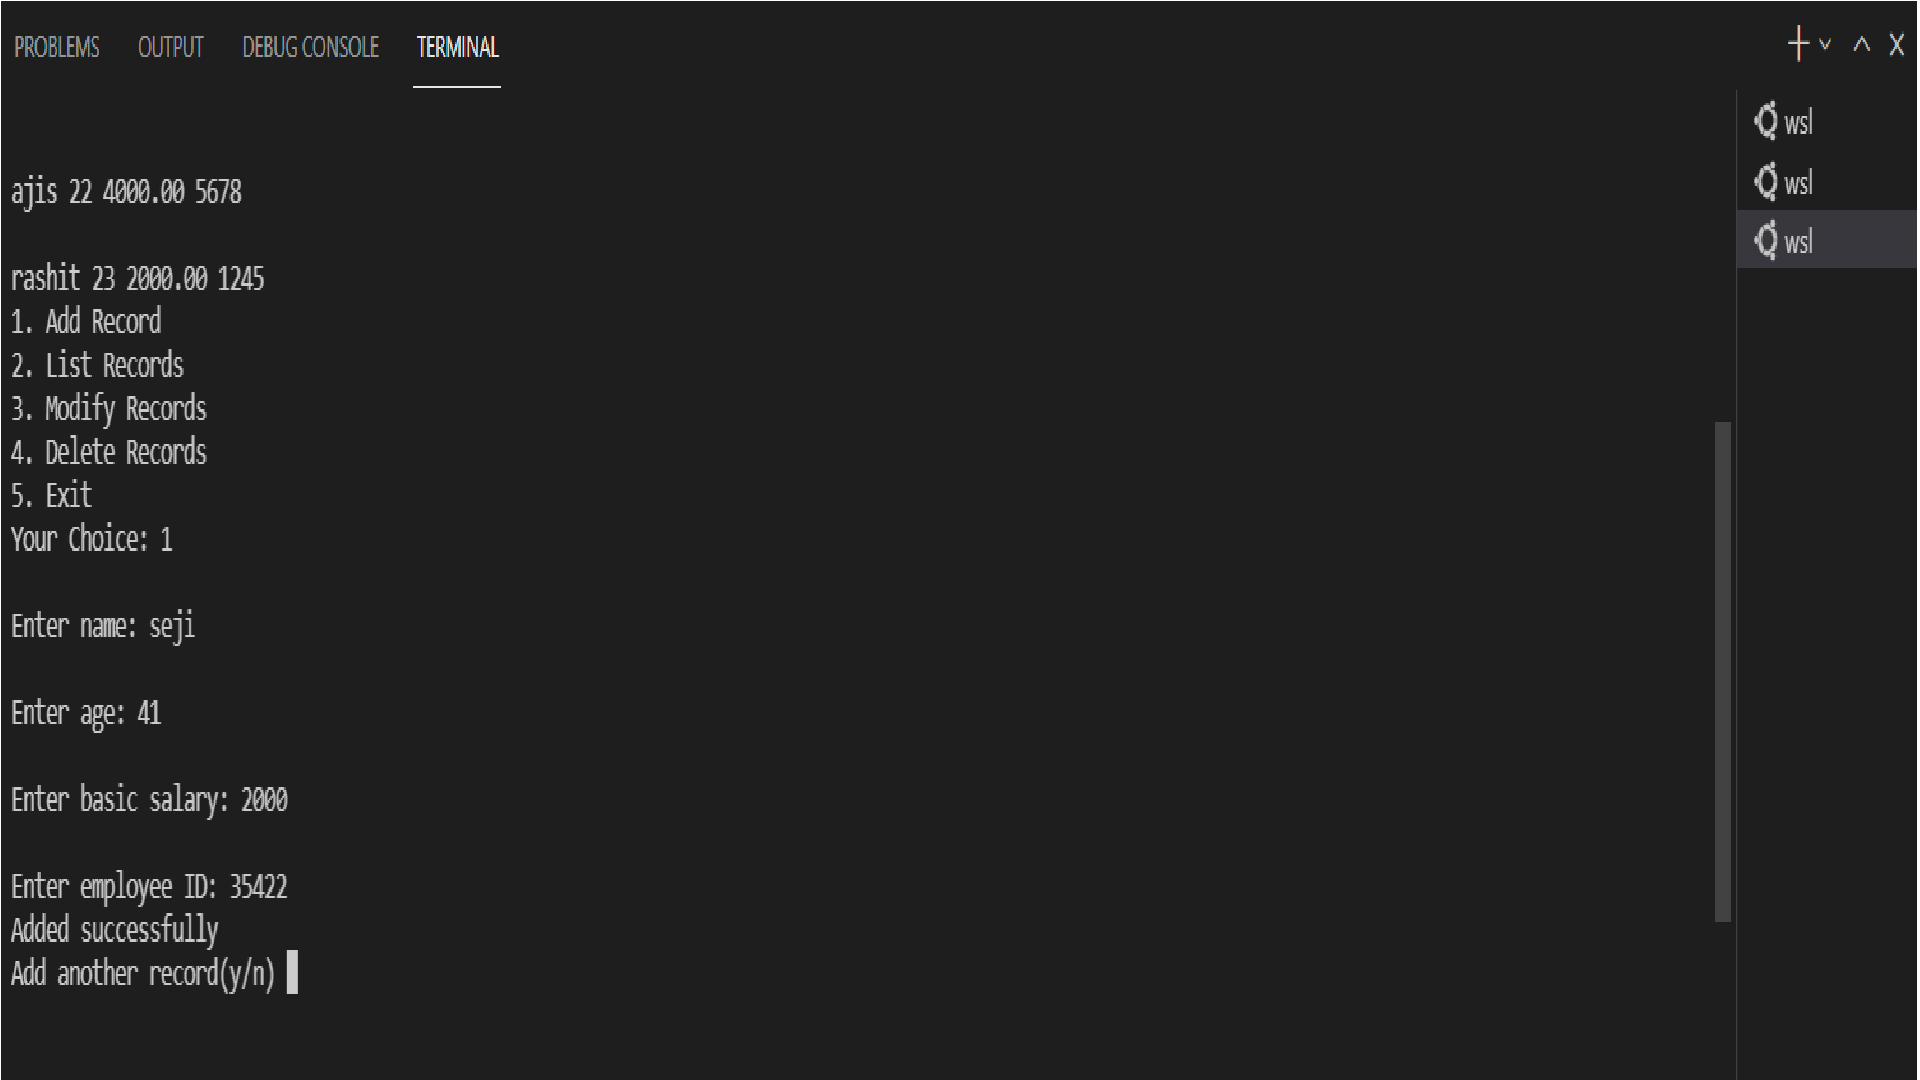 PROBLEMS OUTPUT DEBUG CONSOLE TERMINAL
wsl
wsl
wsl
ajis 22 4000.00 5678
rashit 23 2000.00 1245
1. Add Record
2. List Records
3. Modify Records
4. Delete Records
5. Exit
Your Choice: 1
Enter name: seji
Enter age: 41
Enter basic salary: 2000
Enter employee ID: 35422
Added successfully
Add another record(y/n)